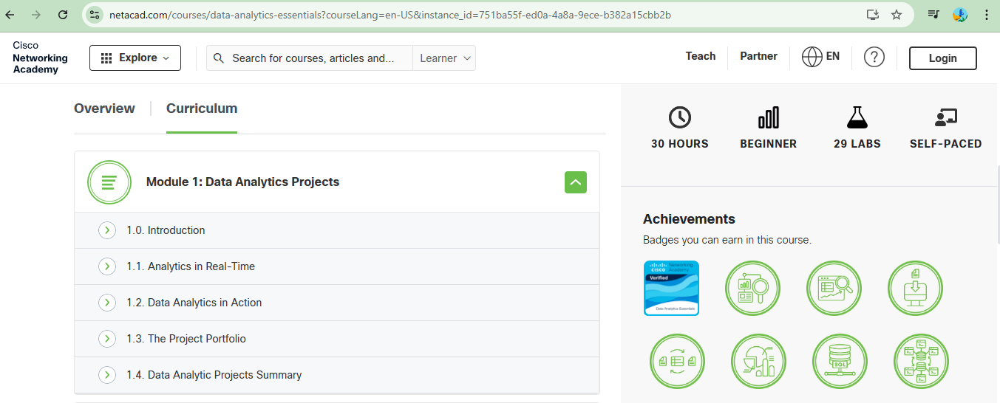 netacad.com/courses/data-analytics-essentials?courseLang=en-US&instance_id=751ba55f-ed0a-4a8a-9ece-b382a15cbb2b
Cisco
Networking
Academy
Explore
Search for courses, articles and...
Learner
Teach
Partner
EN
?
Login
Overview
Curriculum
Module 1: Data Analytics Projects
1.0. Introduction
1.1. Analytics in Real-Time
1.2. Data Analytics in Action
1.3. The Project Portfolio
1.4. Data Analytic Projects Summary
30 HOURS
BEGINNER
29 LABS
SELF-PACED
Achievements
Badges you can earn in this course.
CISCO
Networking
Academy
Verified
Data Analytics Essentials
SQL